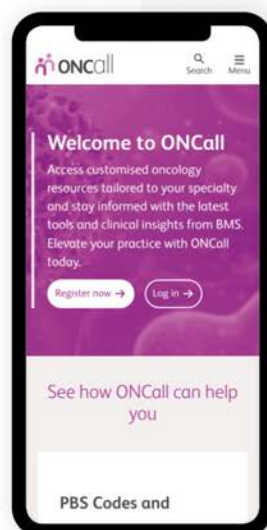 ONCall
Search
Menu
Welcome to ONCall
Access customised oncology
resources tailored to your specialty
and stay informed with the latest
tools and clinical insights from BMS.
Elevate your practice with ONCall
today.
Register now →
Log in →
See how ONCall can help
you
PBS Codes and